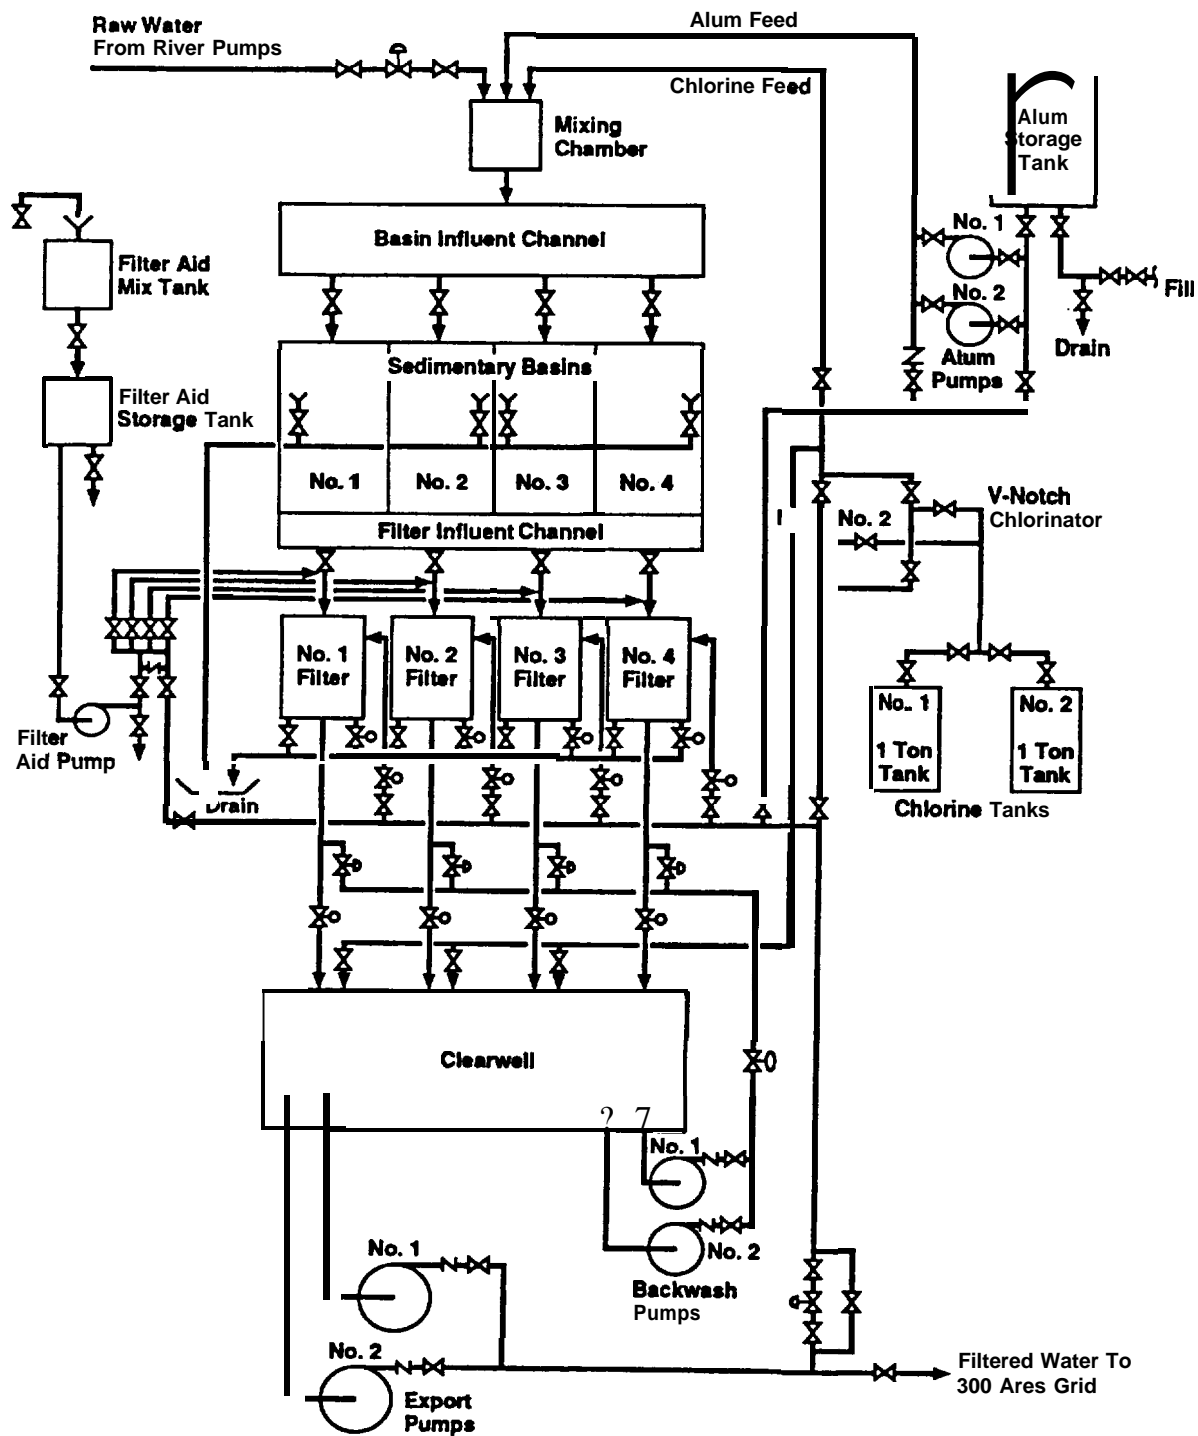 Raw Water
From River Pumps
Alum Feed
Chlorine Feed
Mixing
Chamber
Alum
Storage
Tank
Basin Influent Channel
Filter Aid
Mix Tank
No. 1
No. 2
Alum
Pumps
Fill
Drain
Sedimentary Basins
Filter Aid
Storage Tank
No. 1
No. 2
No. 3
No. 4
Filter Influent Channel
No. 2
V-Notch
Chlorinator
No. 1
Filter
No. 2
Filter
No. 3
Filter
No. 4
Filter
Filter
Aid Pump
Drain
No.. 1
1 Ton
Tank
No. 2
1 Ton
Tank
Chlorine Tanks
Clearwell
? 7
No. 1
No. 2
Backwash
Pumps
No. 1
No. 2
Export
Pumps
Filtered Water To
300 Ares Grid